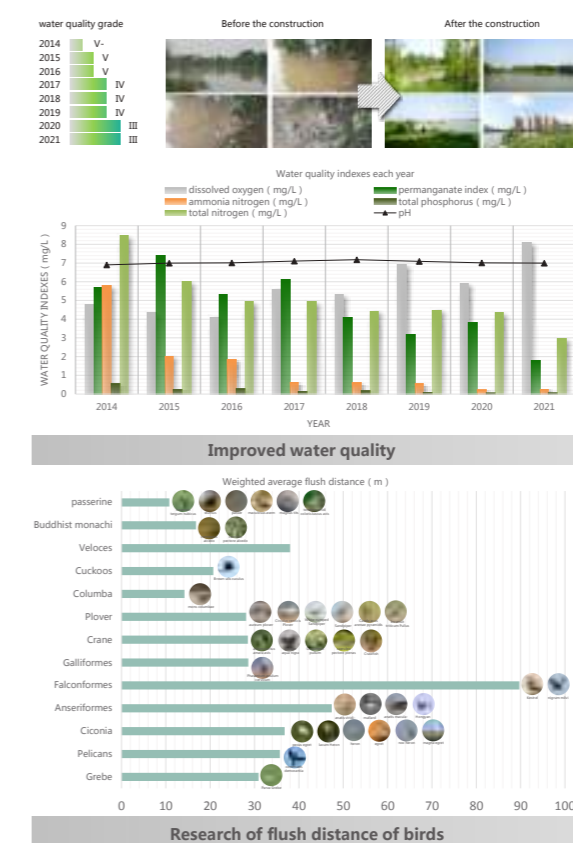 water quality grade
Before the construction
After the construction
2014 V-
2015 V
2016 V
2017 IV
2018 IV
2019 IV
2020 III
2021 III
Water quality indexes each year
dissolved oxygen ( mg/L )
permanganate index ( mg/L )
ammonia nitrogen ( mg/L )
total phosphorus ( mg/L )
total nitrogen ( mg/L )
pH
WATER QUALITY INDEXES ( mg/L )
9
8
7
6
5
4
3
2
1
0
2014 2015 2016 2017 2018 2019 2020 2021
YEAR
Improved water quality
Weighted average flush distance ( m )
passerine
Buddhist monachi
Veloces
Cuckoos
Columba
Plover
Crane
Galliformes
Falconformes
Anseriformes
Ciconia
Pelicans
Grebe
0 10 20 30 40 50 60 70 80 90 100
Research of flush distance of birds